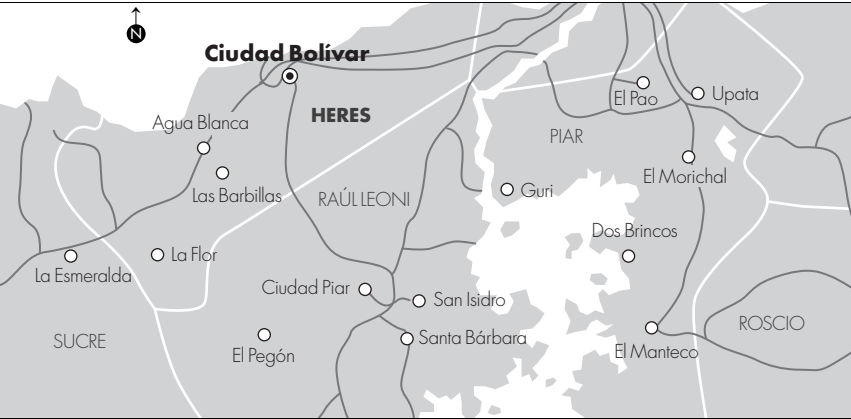 N
Ciudad Bolívar
HERES
El Pao
Upata
Agua Blanca
PIAR
El Morichal
Las Barbillas
RAÚL LEONI
Guri
Dos Brincos
La Flor
La Esmeralda
Ciudad Piar
San Isidro
SUCRE
El Pegón
Santa Bárbara
El Manteco
ROSCIO